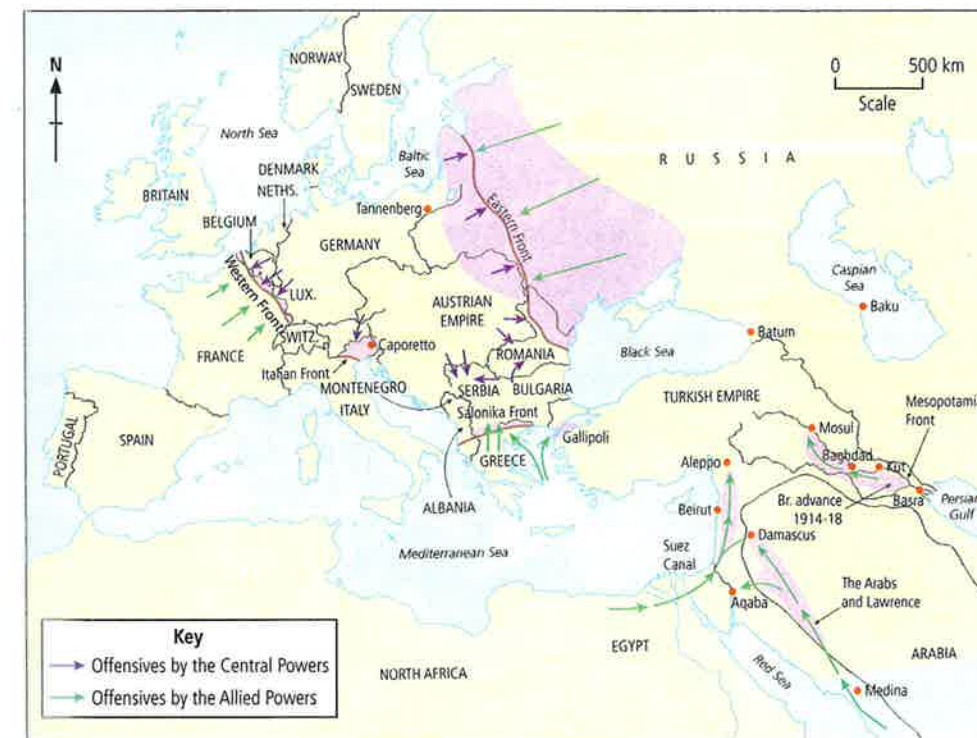 N
NORWAY
SWEDEN
0 500 km
Scale
North Sea
Baltic
Sea
R U S S I A
DENMARK
NETHS.
BRITAIN
Tannenberg
BELGIUM
GERMANY
Eastern Front
Caspian
Sea
Western Front
LUX.
AUSTRIAN
EMPIRE
Baku
SWITZ.
Caporetto
Batum
FRANCE
ROMANIA
Black Sea
Italian Front
MONTENEGRO
SERBIA
BULGARIA
ITALY
TURKISH EMPIRE
Mesopotami
Front
PORTUGAL
SPAIN
Salonika Front
Gallipoli
Mosul
GREECE
Aleppo
Baghdad
Kut
ALBANIA
Beirut
Br. advance
1914-18
Basra
Persian
Gulf
Damascus
Mediterranean Sea
Suez
Canal
Aqaba
The Arabs
and Lawrence
EGYPT
NORTH AFRICA
Red Sea
ARABIA
Medina
Key
Offensives by the Central Powers
Offensives by the Allied Powers